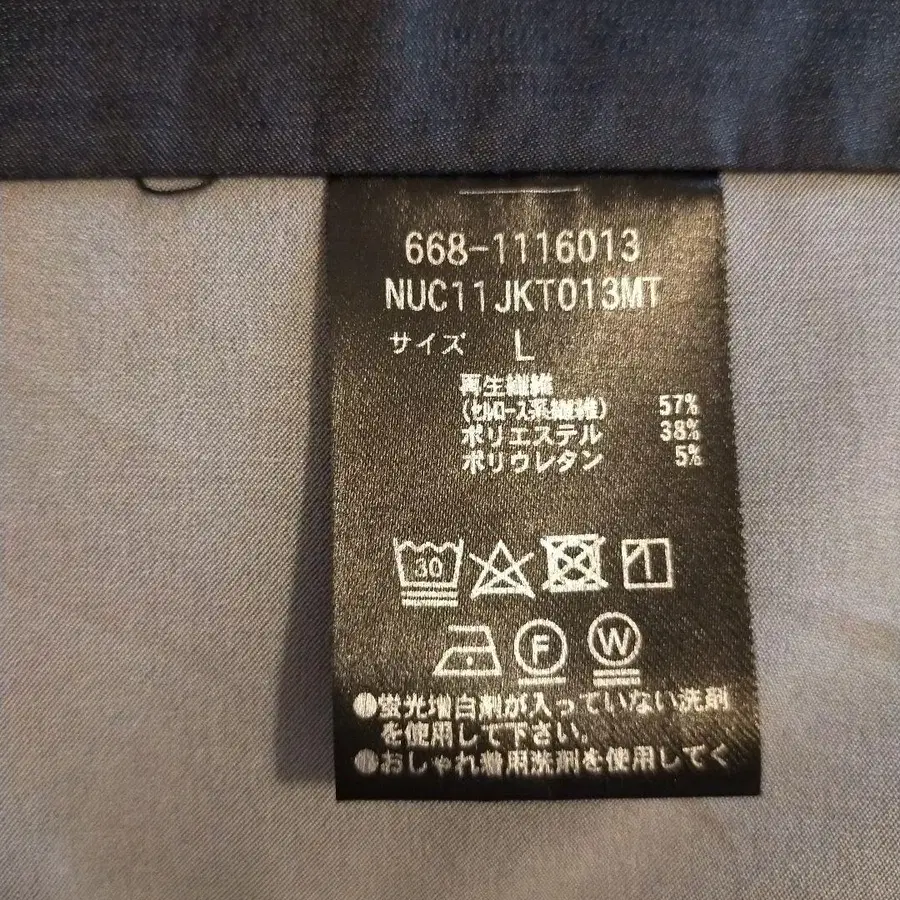 668-1116013
NUC11JKT013MT
サイズ L
再生繊維
(セルロース系繊維) 57%
ポリエステル 38%
ポリウレタン 5%
30
F W
●蛍光増白剤が入っていない洗剤
を使用して下さい。
●おしゃれ着用洗剤を使用してく